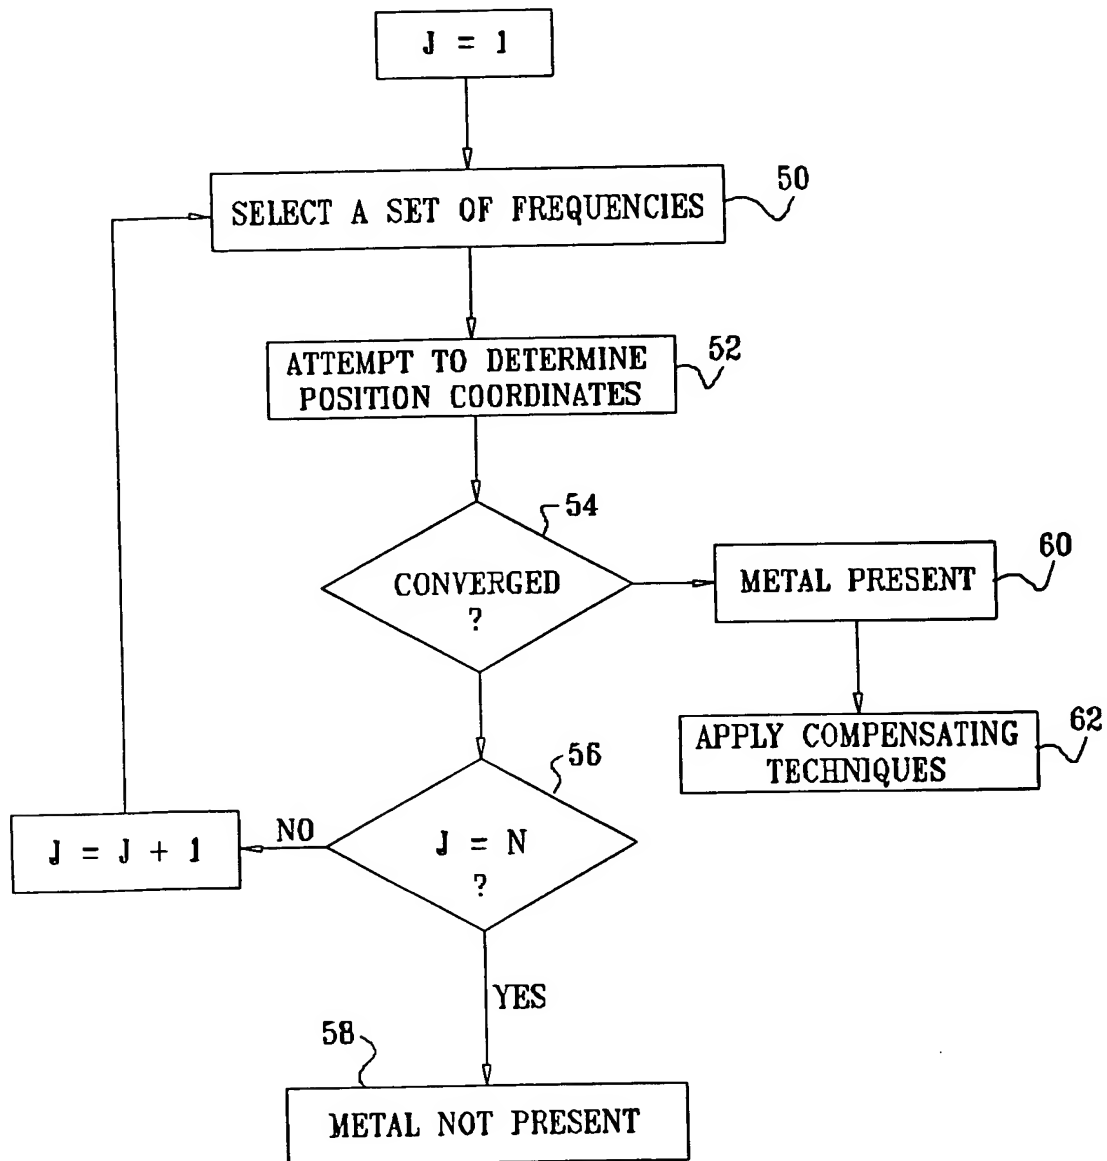 J = 1
50
SELECT A SET OF FREQUENCIES
52
ATTEMPT TO DETERMINE
POSITION COORDINATES
54
CONVERGED
?
60
METAL PRESENT
62
APPLY COMPENSATING
TECHNIQUES
56
J = N
?
NO
J = J + 1
YES
58
METAL NOT PRESENT